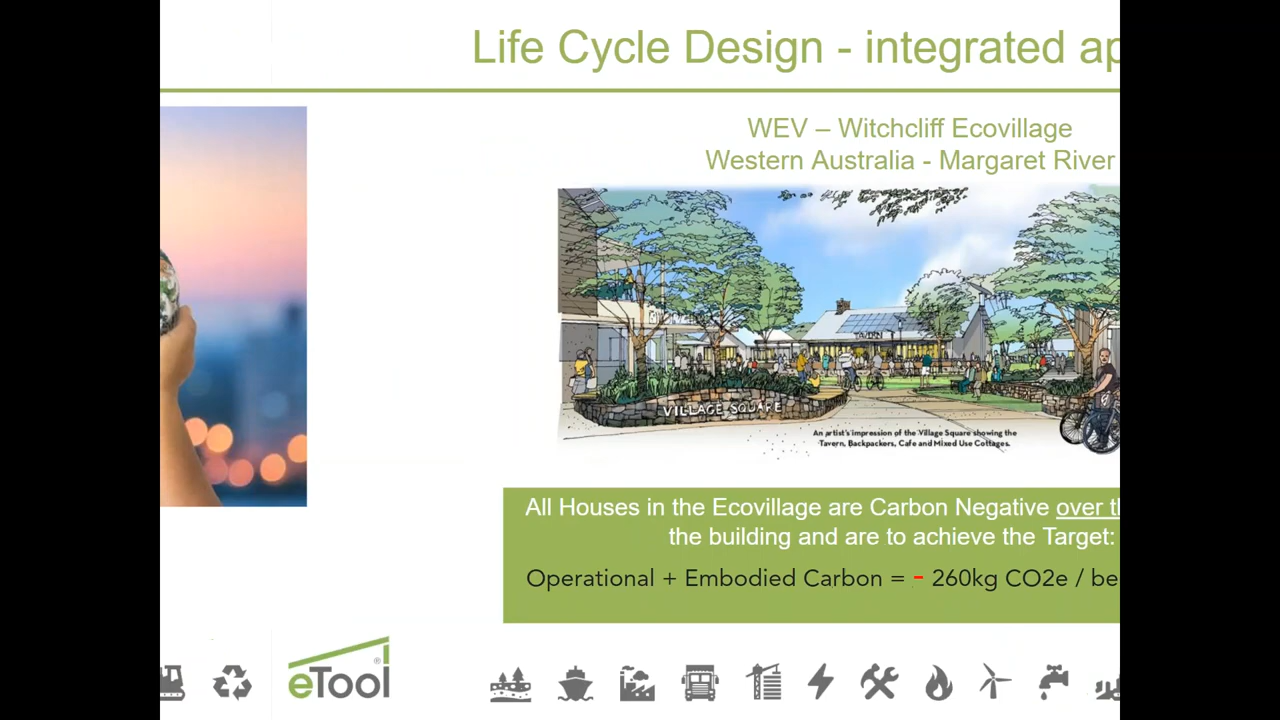 Life Cycle Design - integrated ap
WEV – Witchcliff Ecovillage
Western Australia - Margaret River
TAVERN
VILLAGE SQUARE
An artist's impression of the Village Square showing the
Tavern, Backpackers, Cafe and Mixed Use Cottages.
All Houses in the Ecovillage are Carbon Negative over th
the building and are to achieve the Target:
Operational + Embodied Carbon = - 260kg CO2e / be
eTool®